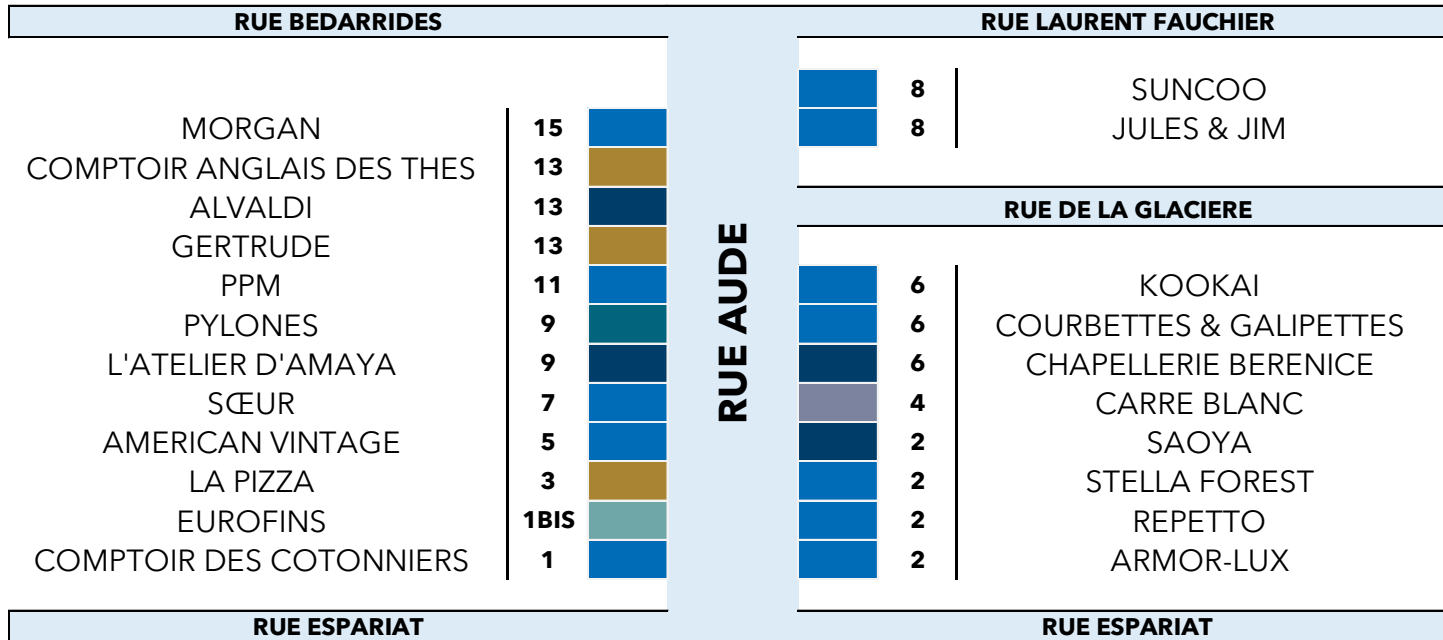 RUE BEDARRIDES
RUE LAURENT FAUCHIER
8 SUNCOO
MORGAN 15
8 JULES & JIM
COMPTOIR ANGLAIS DES THES 13
ALVALDI 13
RUE DE LA GLACIERE
GERTRUDE 13
PPM 11
6 KOOKAI
PYLONES 9
6 COURBETTES & GALIPETTES
L'ATELIER D'AMAYA 9
6 CHAPELLERIE BERENICE
SŒUR 7
4 CARRE BLANC
AMERICAN VINTAGE 5
2 SAOYA
LA PIZZA 3
2 STELLA FOREST
EUROFINS 1BIS
2 REPETTO
COMPTOIR DES COTONNIERS 1
2 ARMOR-LUX
RUE AUDE
RUE ESPARIAT
RUE ESPARIAT